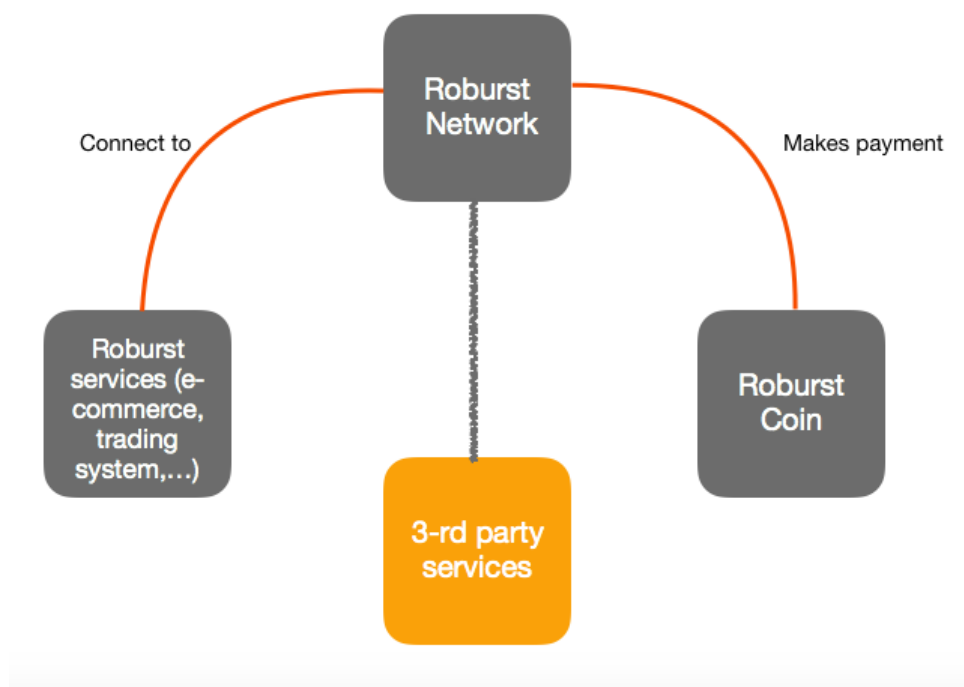 Roburst
Network
Connect to
Makes payment
Roburst
services (e-
commerce,
trading
system,...)
Roburst
Coin
3-rd party
services